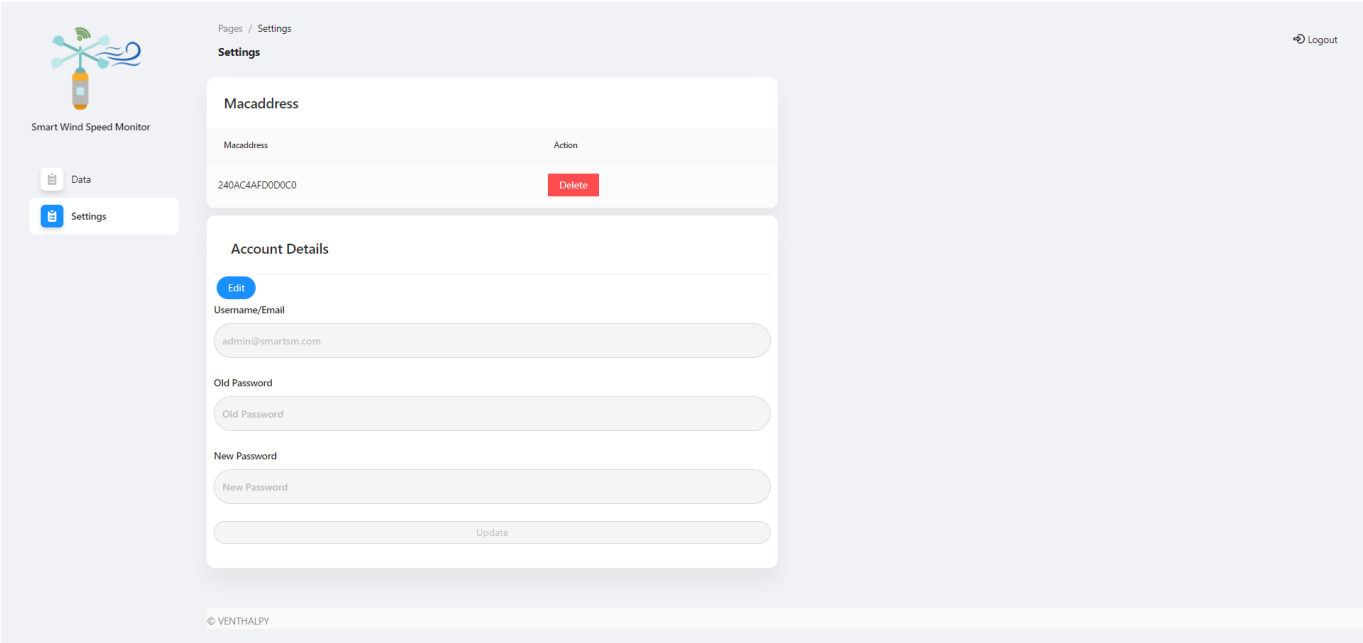 Pages / Settings
Settings
Logout
Smart Wind Speed Monitor
Data
Settings
Macaddress
Macaddress Action
240AC4AFD0D0C0 Delete
Account Details
Edit
Username/Email
admin@smartsm.com
Old Password
Old Password
New Password
New Password
Update
© VENTHALPY